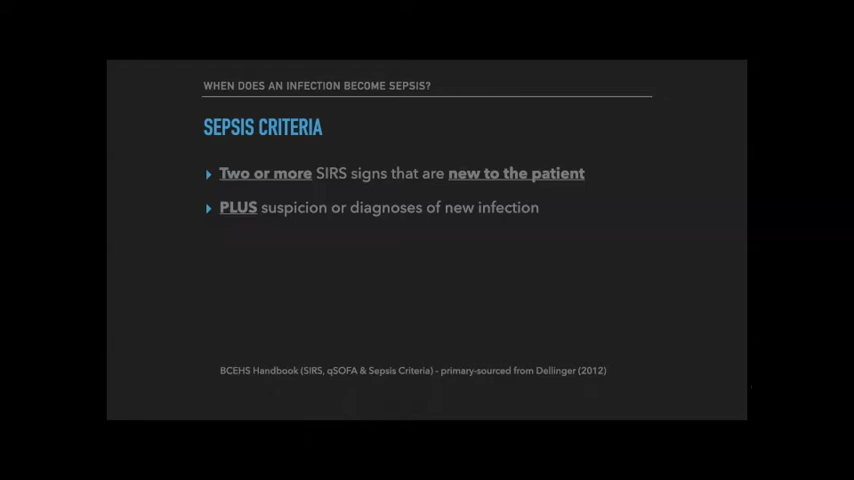 WHEN DOES AN INFECTION BECOME SEPSIS?
SEPSIS CRITERIA
Two or more SIRS signs that are new to the patient
PLUS suspicion or diagnoses of new infection
BCEHS Handbook (SIRS, qSOFA & Sepsis Criteria) - primary-sourced from Dellinger (2012)